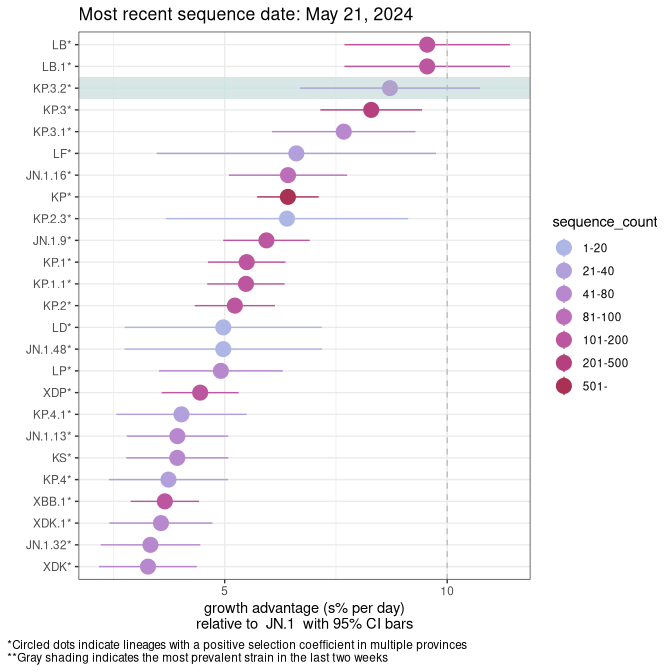 Most recent sequence date: May 21, 2024
LB*
LB.1*
KP.3.2*
KP.3*
KP.3.1*
LF*
JN.1.16*
KP*
KP.2.3*
JN.1.9*
KP.1*
KP.1.1*
KP.2*
LD*
JN.1.48*
LP*
XDP*
KP.4.1*
JN.1.13*
KS*
KP.4*
XBB.1*
XDK.1*
JN.1.32*
XDK*
5 10
growth advantage (s% per day)
relative to JN.1 with 95% CI bars
sequence_count
1-20
21-40
41-80
81-100
101-200
201-500
501-
*Circled dots indicate lineages with a positive selection coefficient in multiple provinces
**Gray shading indicates the most prevalent strain in the last two weeks